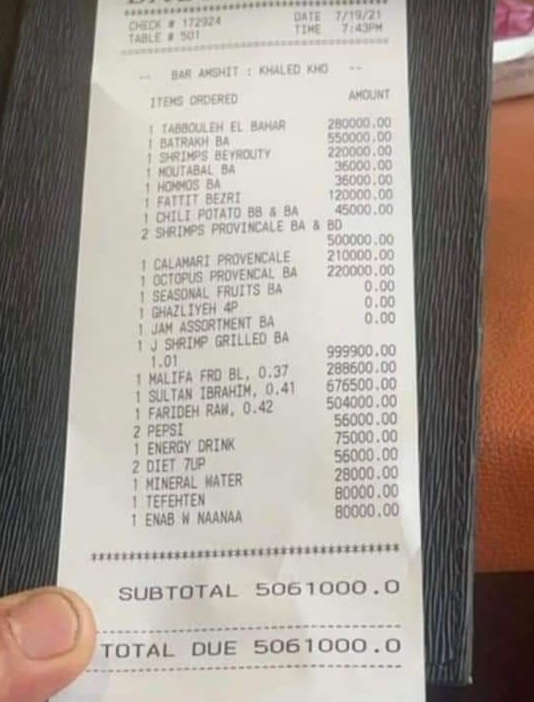 CHECK # 172924 DATE 7/19/21
TABLE # 501 TIME 7:43PM
-- BAR AMSHIT : KHALED KHO --
ITEMS ORDERED AMOUNT
1 TABBOULEH EL BAHAR 280000.00
1 BATRAKH BA 550000.00
1 SHRIMPS BEYROUTY 220000.00
1 MOUTABAL BA 36000.00
1 HOMMOS BA 36000.00
1 FATTIT BEZRI 120000.00
1 CHILI POTATO BB & BA 45000.00
2 SHRIMPS PROVINCALE BA & BD
500000.00
1 CALAMARI PROVENCALE 210000.00
1 OCTOPUS PROVENCAL BA 220000.00
1 SEASONAL FRUITS BA 0.00
1 GHAZLIYEH 4P 0.00
1 JAM ASSORTMENT BA 0.00
1 J SHRIMP GRILLED BA
1.01 999900.00
1 MALIFA FRD BL, 0.37 288600.00
1 SULTAN IBRAHIM, 0.41 676500.00
1 FARIDEH RAW, 0.42 504000.00
2 PEPSI 56000.00
1 ENERGY DRINK 75000.00
2 DIET 7UP 56000.00
1 MINERAL WATER 28000.00
1 TEFEHTEN 80000.00
1 ENAB W NAANAA 80000.00
SUBTOTAL 5061000.0
TOTAL DUE 5061000.0